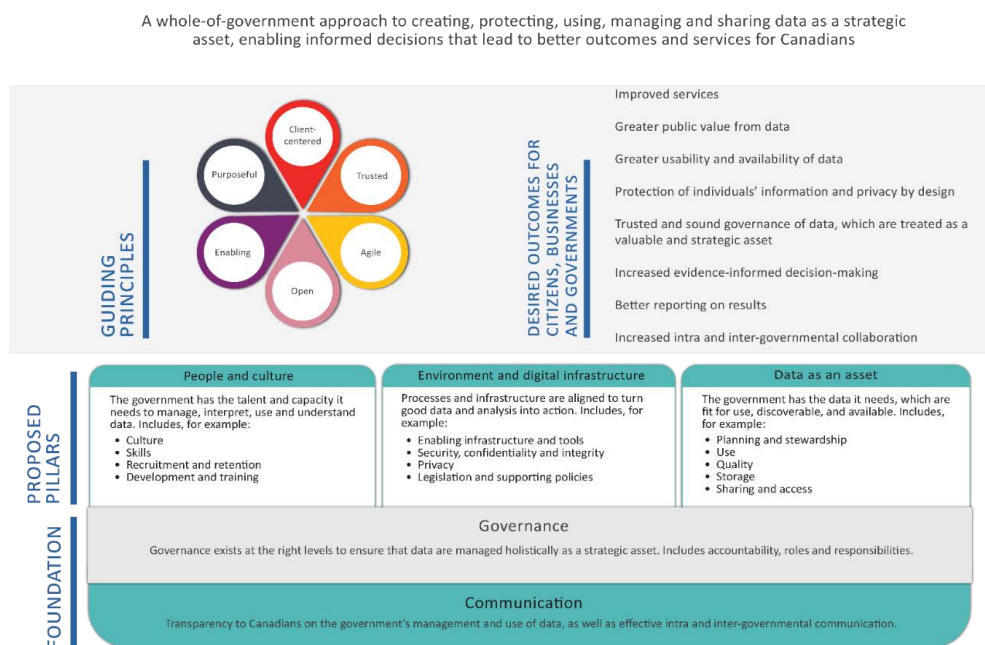 A whole-of-government approach to creating, protecting, using, managing and sharing data as a strategic
asset, enabling informed decisions that lead to better outcomes and services for Canadians
GUIDING
PRINCIPLES
Client-
centered
Trusted
Agile
Open
Enabling
Purposeful
DESIRED OUTCOMES FOR
CITIZENS, BUSINESSES
AND GOVERNMENTS
Improved services
Greater public value from data
Greater usability and availability of data
Protection of individuals' information and privacy by design
Trusted and sound governance of data, which are treated as a
valuable and strategic asset
Increased evidence-informed decision-making
Better reporting on results
Increased intra and inter-governmental collaboration
PROPOSED
PILLARS
People and culture
The government has the talent and capacity it
needs to manage, interpret, use and understand
data. Includes, for example:
• Culture
• Skills
• Recruitment and retention
• Development and training
Environment and digital infrastructure
Processes and infrastructure are aligned to turn
good data and analysis into action. Includes, for
example:
• Enabling infrastructure and tools
• Security, confidentiality and integrity
• Privacy
• Legislation and supporting policies
Data as an asset
The government has the data it needs, which are
fit for use, discoverable, and available. Includes,
for example:
• Planning and stewardship
• Use
• Quality
• Storage
• Sharing and access
FOUNDATION
Governance
Governance exists at the right levels to ensure that data are managed holistically as a strategic asset. Includes accountability, roles and responsibilities.
Communication
Transparency to Canadians on the government's management and use of data, as well as effective intra and inter-governmental communication.